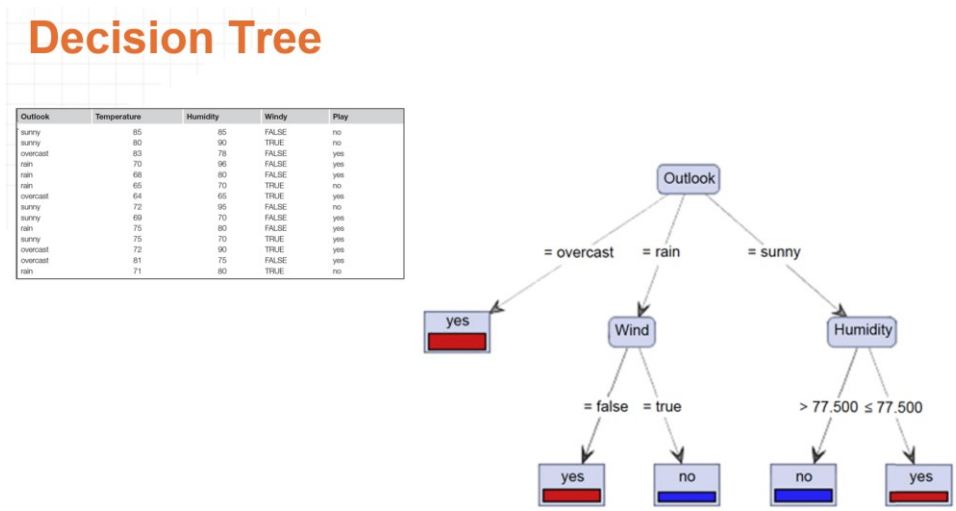 Decision Tree
Outlook Temperature Humidity Windy Play
sunny 85 85 FALSE no
sunny 80 90 TRUE no
overcast 83 78 FALSE yes
rain 70 96 FALSE yes
rain 68 80 FALSE yes
rain 65 70 TRUE no
overcast 64 65 TRUE yes
sunny 72 95 FALSE no
sunny 69 70 FALSE yes
rain 75 80 FALSE yes
sunny 75 70 TRUE yes
overcast 72 90 TRUE yes
overcast 81 75 FALSE yes
rain 71 80 TRUE no
Outlook
= overcast = rain = sunny
yes Wind Humidity
= false = true > 77.500 ≤ 77.500
yes no no yes